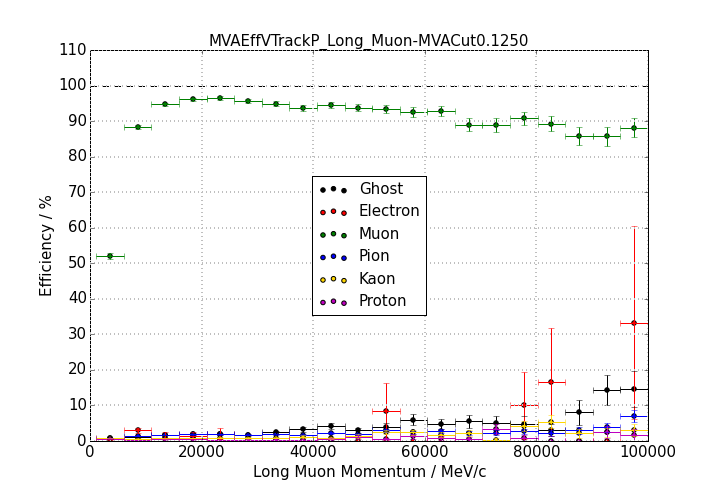 MVAEffVTrackP_Long_Muon-MVACut0.1250
110
100
90
80
70
60
50
40
30
20
10
0
Efficiency / %
Ghost
Electron
Muon
Pion
Kaon
Proton
0 20000 40000 60000 80000 100000
Long Muon Momentum / MeV/c